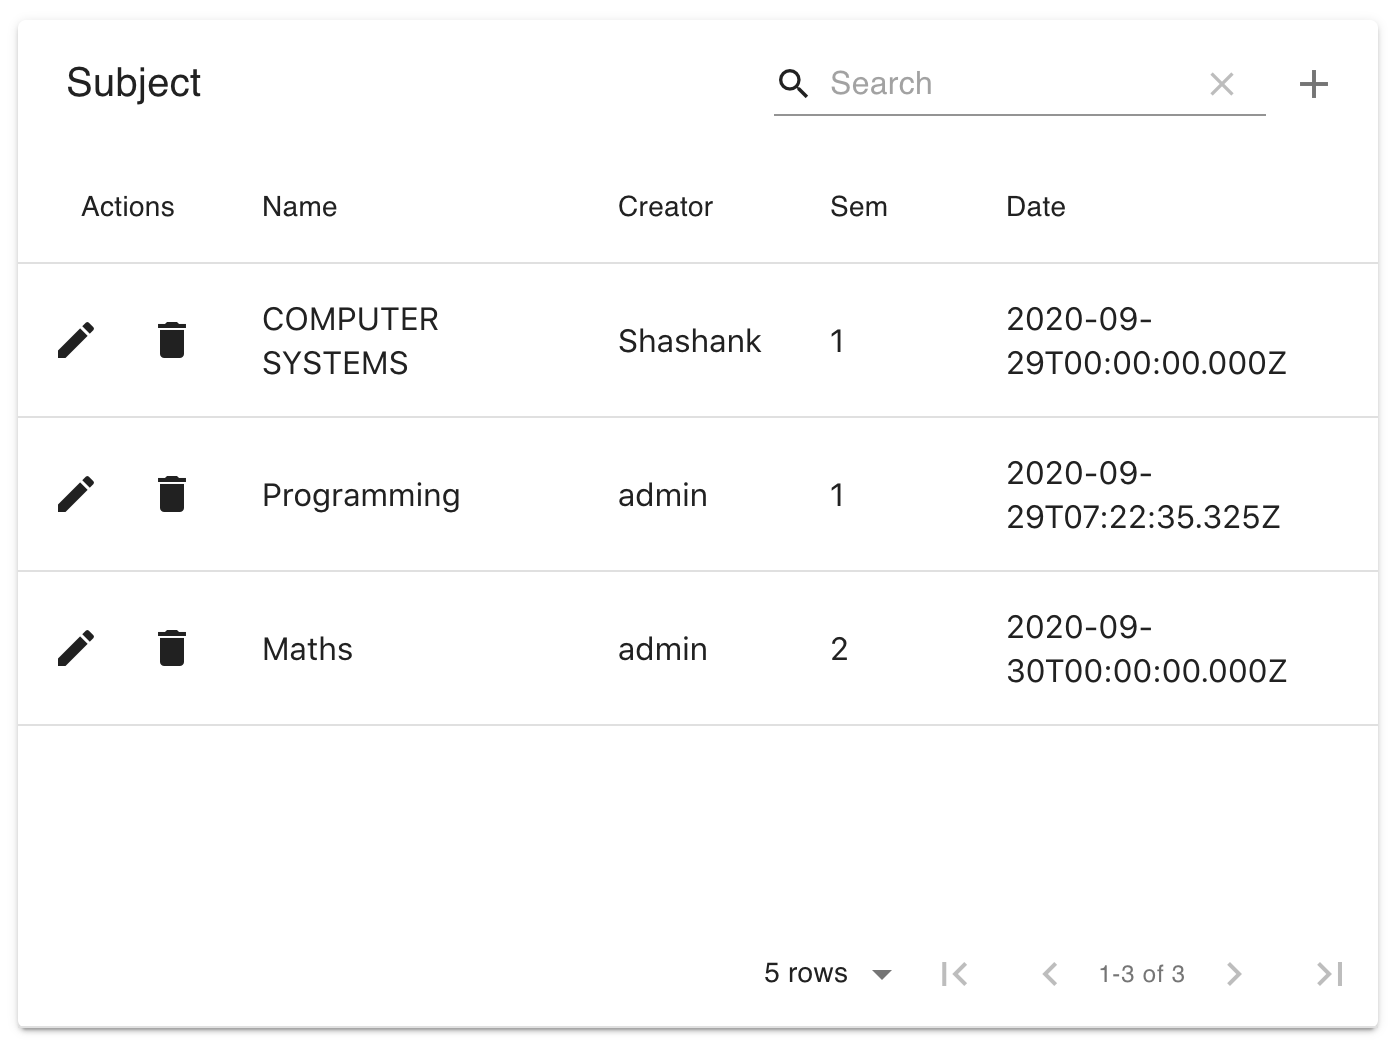 Subject
Search
Actions Name Creator Sem Date
COMPUTER
SYSTEMS
Shashank 1
2020-09-
29T00:00:00.000Z
Programming admin 1
2020-09-
29T07:22:35.325Z
Maths admin 2
2020-09-
30T00:00:00.000Z
5 rows 1-3 of 3